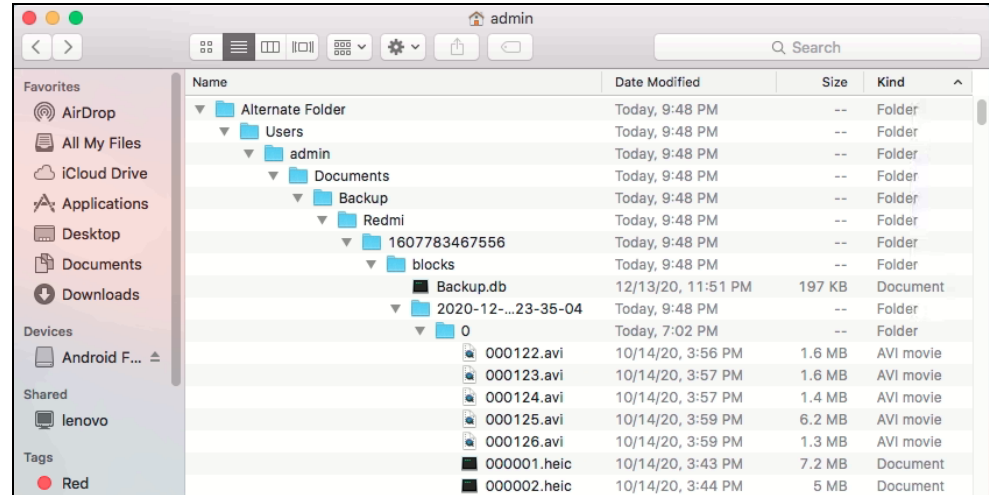 admin
Search
Favorites
AirDrop
All My Files
iCloud Drive
Applications
Desktop
Documents
Downloads
Devices
Android F...
Shared
lenovo
Tags
Red
Name Date Modified Size Kind
Alternate Folder Today, 9:48 PM -- Folder
Users Today, 9:48 PM -- Folder
admin Today, 9:48 PM -- Folder
Documents Today, 9:48 PM -- Folder
Backup Today, 9:48 PM -- Folder
Redmi Today, 9:48 PM -- Folder
1607783467556 Today, 9:48 PM -- Folder
blocks Today, 9:48 PM -- Folder
Backup.db 12/13/20, 11:51 PM 197 KB Document
2020-12-...23-35-04 Today, 9:48 PM -- Folder
0 Today, 7:02 PM -- Folder
000122.avi 10/14/20, 3:56 PM 1.6 MB AVI movie
000123.avi 10/14/20, 3:57 PM 1.6 MB AVI movie
000124.avi 10/14/20, 3:57 PM 1.4 MB AVI movie
000125.avi 10/14/20, 3:59 PM 6.2 MB AVI movie
000126.avi 10/14/20, 3:59 PM 1.3 MB AVI movie
000001.heic 10/14/20, 3:43 PM 7.2 MB Document
000002.heic 10/14/20, 3:44 PM 5 MB Document